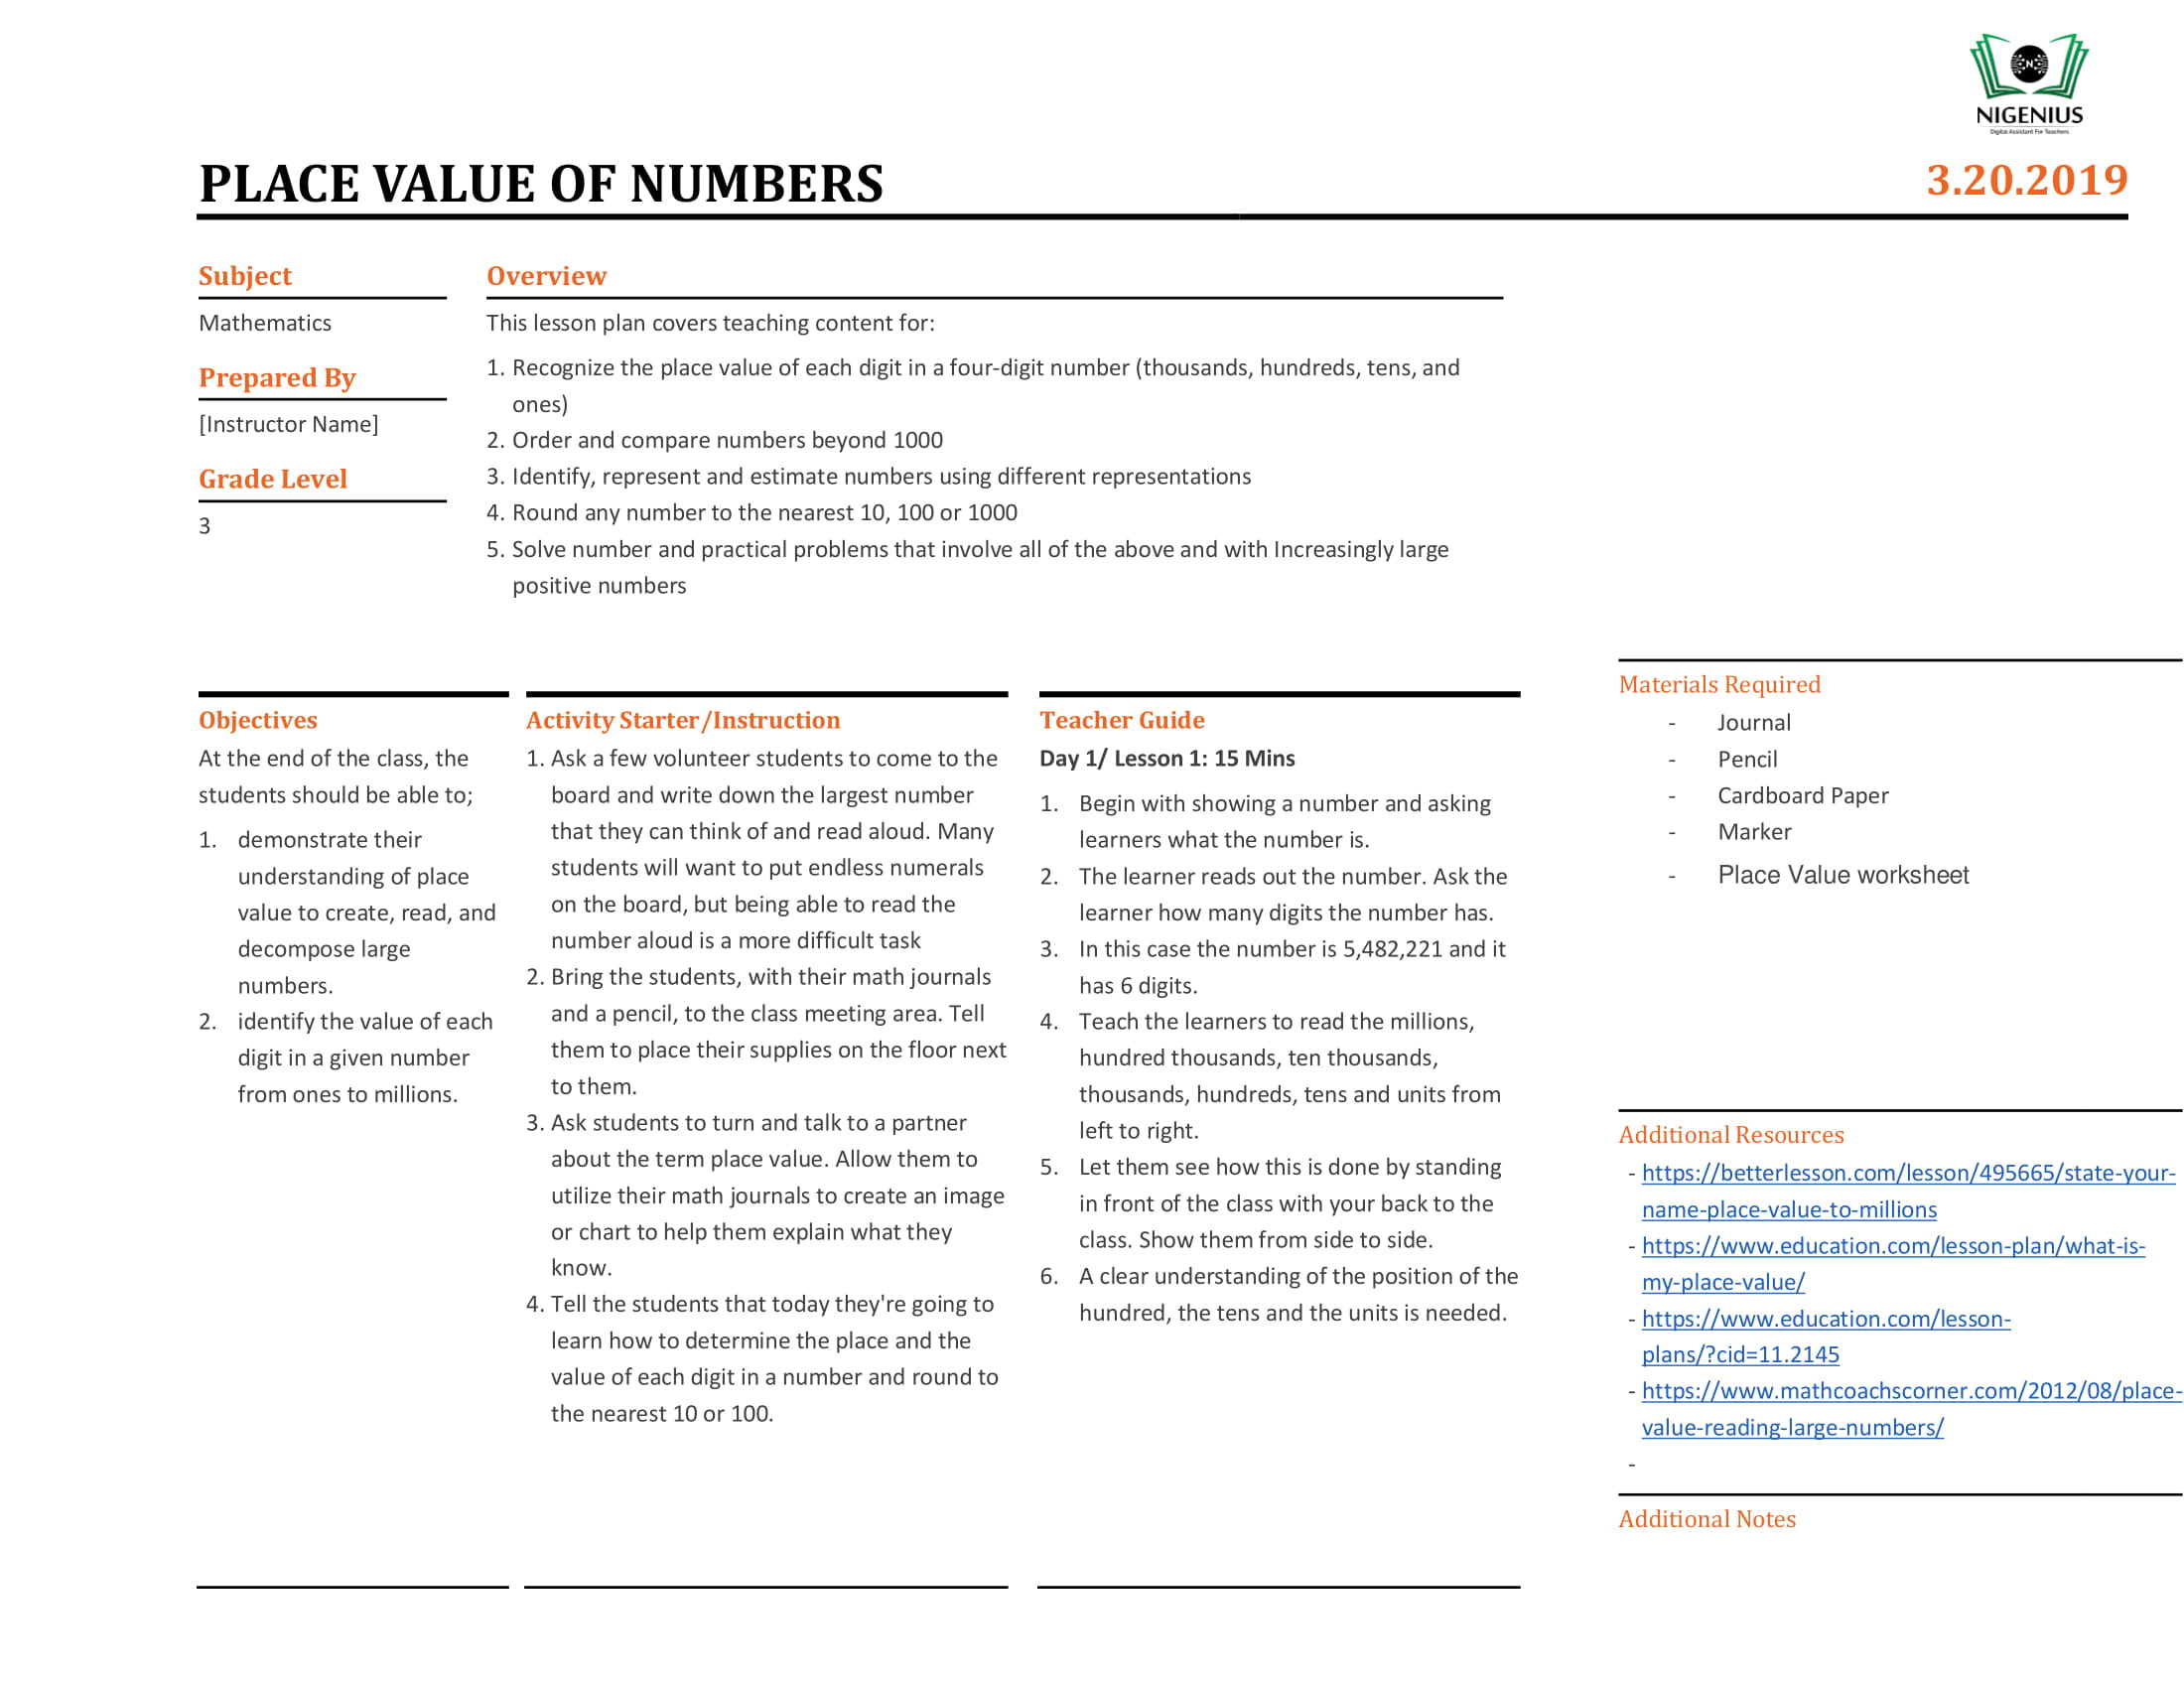 NIGENIUS
Digital Assistant For Teachers
PLACE VALUE OF NUMBERS
3.20.2019
Subject
Mathematics
Prepared By
[Instructor Name]
Grade Level
3
Overview
This lesson plan covers teaching content for:
1. Recognize the place value of each digit in a four-digit number (thousands, hundreds, tens, and
ones)
2. Order and compare numbers beyond 1000
3. Identify, represent and estimate numbers using different representations
4. Round any number to the nearest 10, 100 or 1000
5. Solve number and practical problems that involve all of the above and with Increasingly large
positive numbers
Objectives
At the end of the class, the
students should be able to;
1. demonstrate their
understanding of place
value to create, read, and
decompose large
numbers.
2. identify the value of each
digit in a given number
from ones to millions.
Activity Starter/Instruction
1. Ask a few volunteer students to come to the
board and write down the largest number
that they can think of and read aloud. Many
students will want to put endless numerals
on the board, but being able to read the
number aloud is a more difficult task
2. Bring the students, with their math journals
and a pencil, to the class meeting area. Tell
them to place their supplies on the floor next
to them.
3. Ask students to turn and talk to a partner
about the term place value. Allow them to
utilize their math journals to create an image
or chart to help them explain what they
know.
4. Tell the students that today they're going to
learn how to determine the place and the
value of each digit in a number and round to
the nearest 10 or 100.
Teacher Guide
Day 1/ Lesson 1: 15 Mins
1. Begin with showing a number and asking
learners what the number is.
2. The learner reads out the number. Ask the
learner how many digits the number has.
3. In this case the number is 5,482,221 and it
has 6 digits.
4. Teach the learners to read the millions,
hundred thousands, ten thousands,
thousands, hundreds, tens and units from
left to right.
5. Let them see how this is done by standing
in front of the class with your back to the
class. Show them from side to side.
6. A clear understanding of the position of the
hundred, the tens and the units is needed.
Materials Required
- Journal
- Pencil
- Cardboard Paper
- Marker
- Place Value worksheet
Additional Resources
- https://betterlesson.com/lesson/495665/state-your-
name-place-value-to-millions
- https://www.education.com/lesson-plan/what-is-
my-place-value/
- https://www.education.com/lesson-
plans/?cid=11.2145
- https://www.mathcoachscorner.com/2012/08/place-
value-reading-large-numbers/
-
Additional Notes